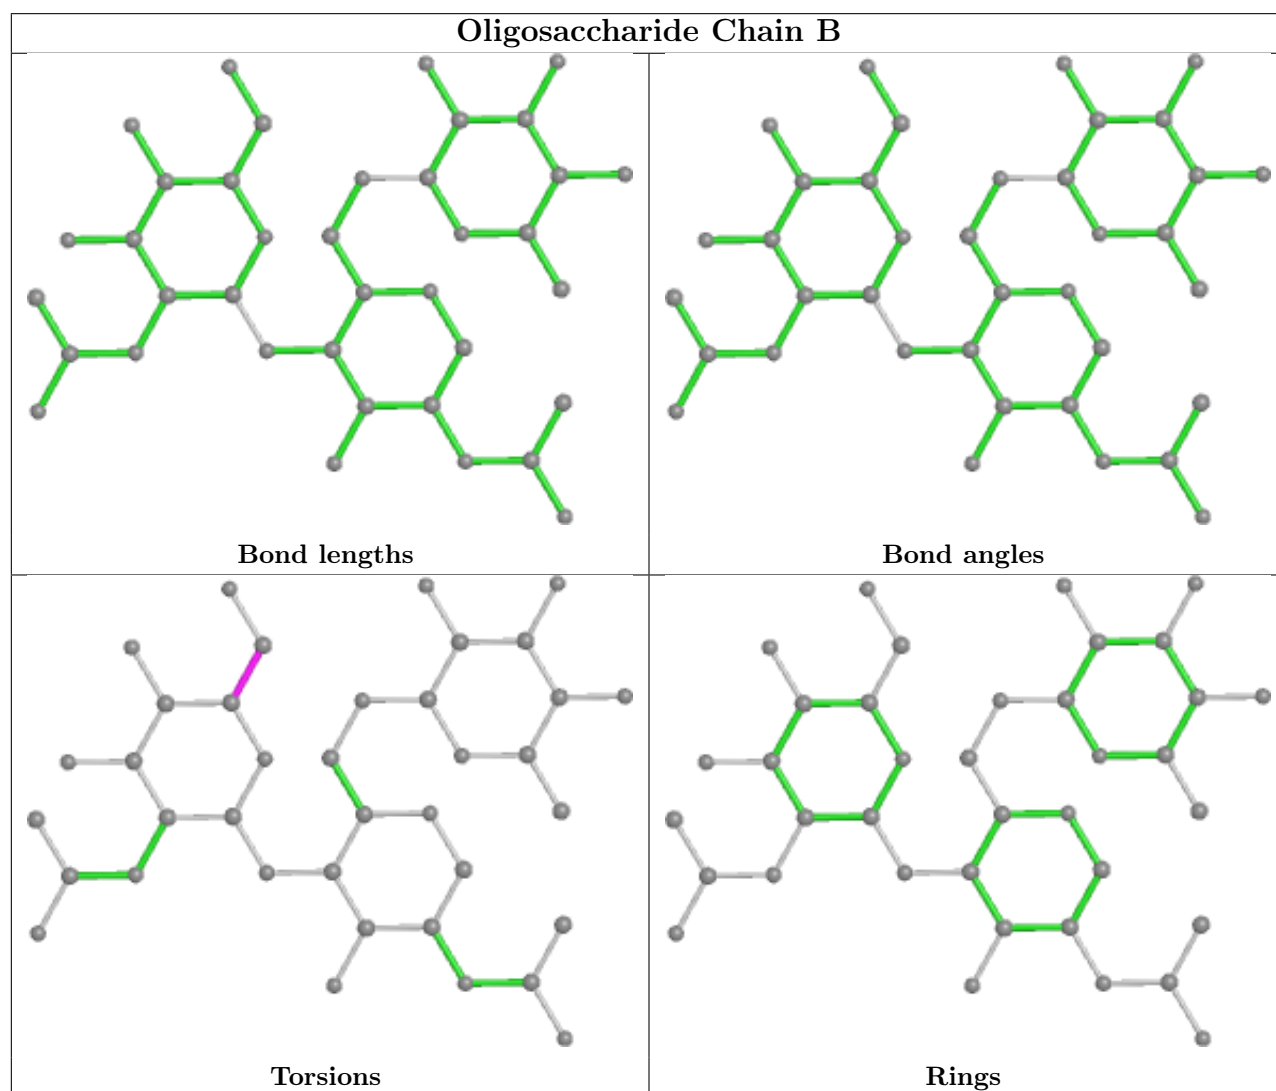 Oligosaccharide Chain B
Bond lengths
Bond angles
Torsions
Rings